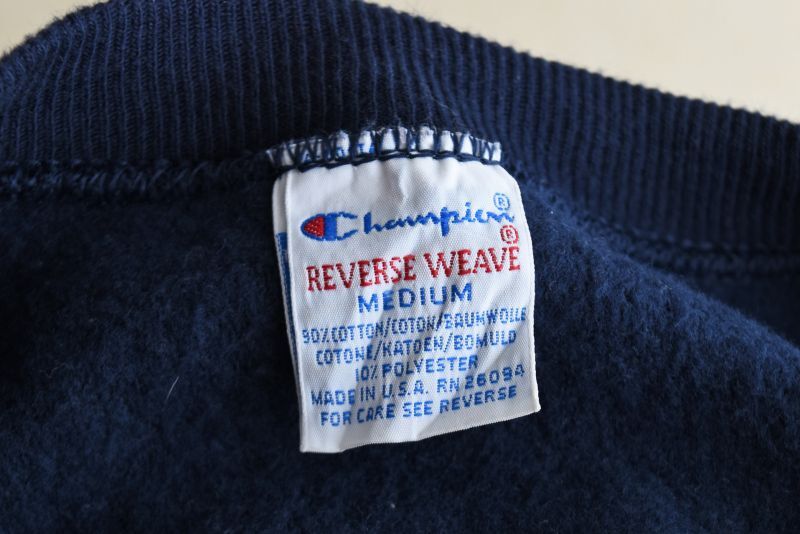 Champion®
REVERSE WEAVE®
MEDIUM
90% COTTON/COTON/BAUMWOLLE
COTONE/KATOEN/BOMULD
10% POLYESTER
MADE IN U.S.A. RN 26094
FOR CARE SEE REVERSE